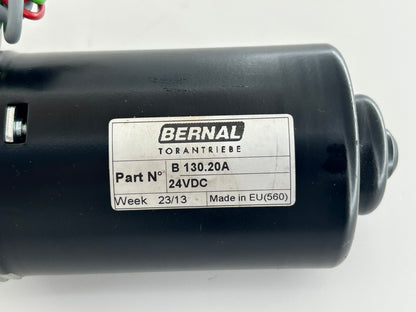 BERNAL
TORANTRIEBE
Part N° B 130.20A
24VDC
Week 23/13 Made in EU(560)